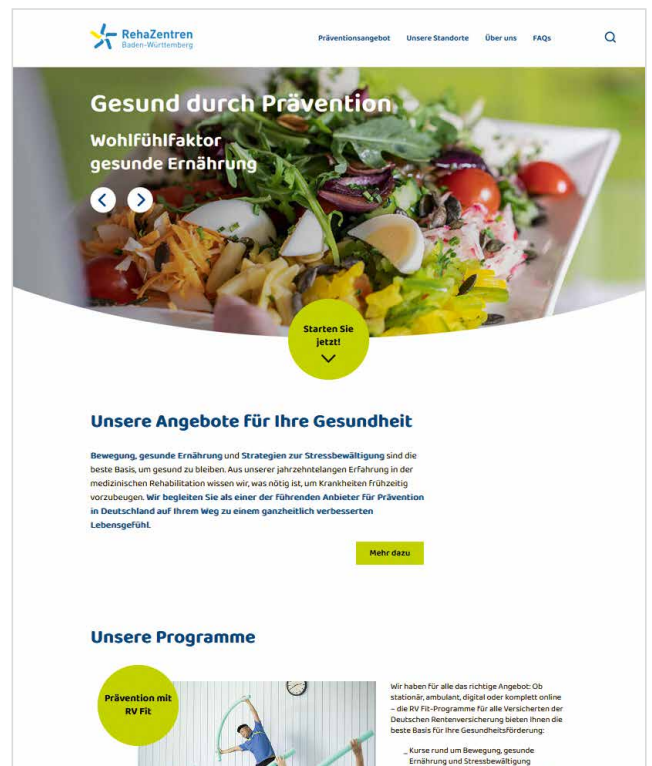 RehaZentren
Baden-Württemberg
Präventionsangebot Unsere Standorte Über uns FAQs
Gesund durch Prävention
Wohlfühlfaktor
gesunde Ernährung
Starten Sie
jetzt!
Unsere Angebote für Ihre Gesundheit
Bewegung, gesunde Ernährung und Strategien zur Stressbewältigung sind die
beste Basis, um gesund zu bleiben. Aus unserer jahrzehntelangen Erfahrung in der
medizinischen Rehabilitation wissen wir, was nötig ist, um Krankheiten frühzeitig
vorzubeugen. Wir begleiten Sie als einer der führenden Anbieter für Prävention
in Deutschland auf Ihrem Weg zu einem ganzheitlich verbesserten
Lebensgefühl.
Mehr dazu
Unsere Programme
Prävention mit
RV Fit
Wir haben für alle das richtige Angebot: Ob
stationär, ambulant, digital oder komplett online
– die RV Fit-Programme für alle Versicherten der
Deutschen Rentenversicherung bieten Ihnen die
beste Basis für Ihre Gesundheitsförderung:
_ Kurse rund um Bewegung, gesunde
Ernährung und Stressbewältigung